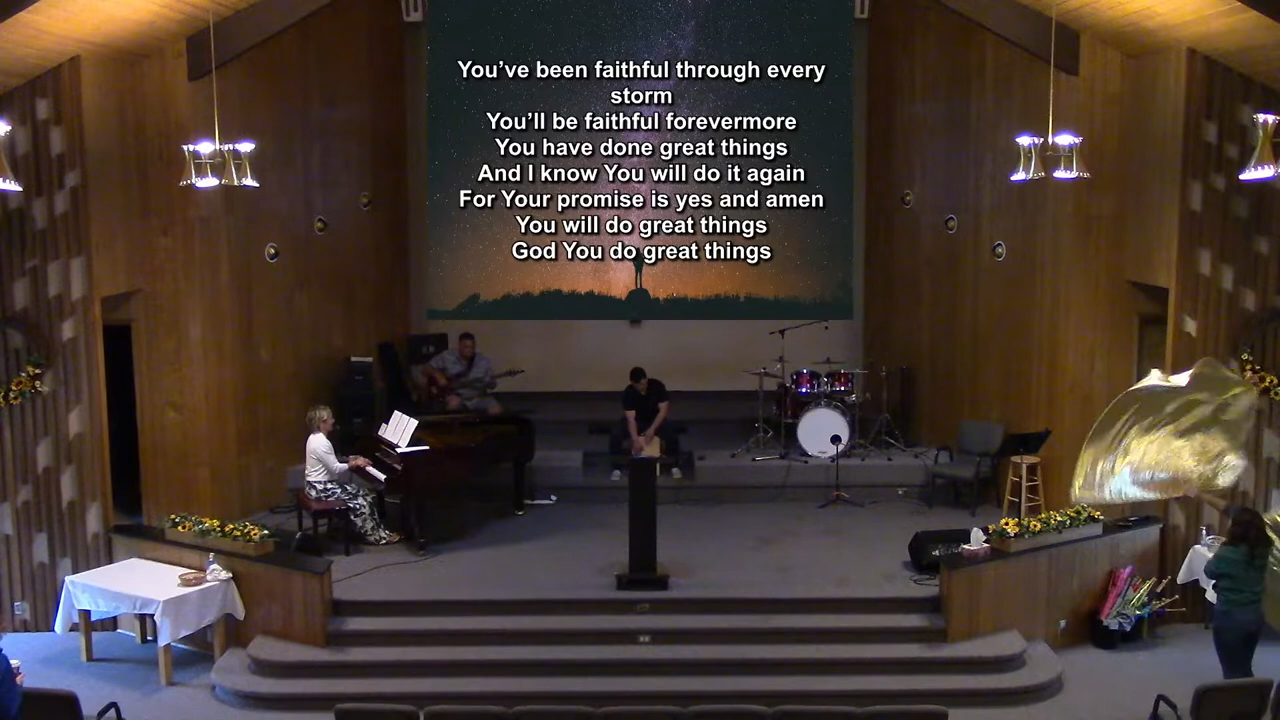 You've been faithful through every
storm
You'll be faithful forevermore
You have done great things
And I know You will do it again
For Your promise is yes and amen
You will do great things
God You do great things